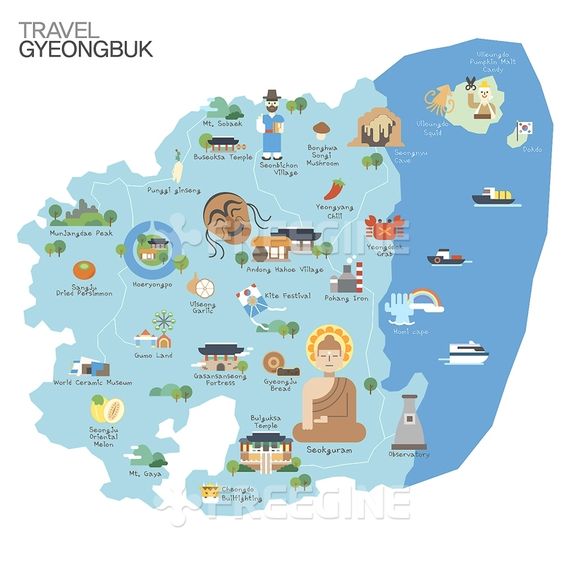 TRAVEL
GYEONGBUK
Ulleungdo
Pumpkin Malt
Candy
Ulleungdo
Squid
Dokdo
Mt. Sobaek
Buseoksa Temple
Seonbichon
Village
Bonghwa
Songi
Mushroom
Seongnyu
Cave
Punggi ginseng
Yeongyang
Chili
Munjangdae Peak
Hoeryongpo
Andong Hahoe Village
Yeongdeok
Crab
Sangju
Dried Persimmon
Uiseong
Garlic
Kite Festival
Pohang Iron
Homi cape
Gumo Land
World Ceramic Museum
Gasansanseong
Fortress
Gyeongju
Bread
Seongju
Oriental
Melon
Bulguksa
Temple
Seokguram
Observatory
Mt. Gaya
Cheongdo
Bullfighting
FREEGINE
FREEGINE